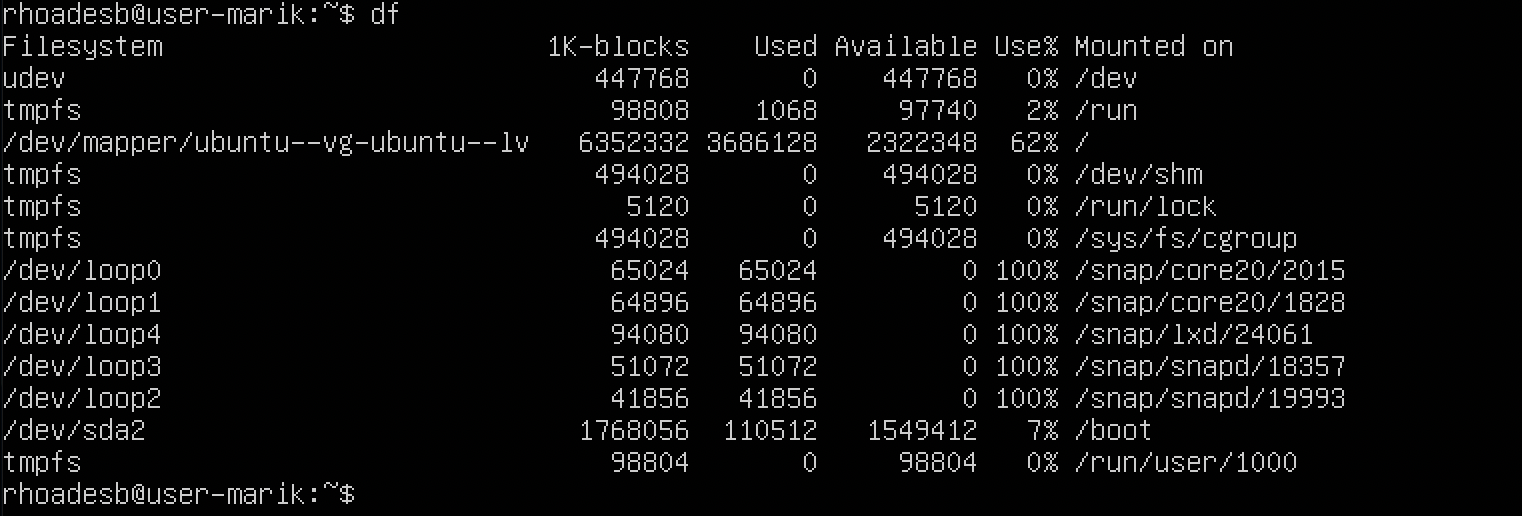 rhoadesb@user-marik:~$ df
Filesystem                        1K-blocks    Used Available Use% Mounted on
udev                                 447768       0    447768   0% /dev
tmpfs                                 98808    1068     97740   2% /run
/dev/mapper/ubuntu--vg-ubuntu--lv   6352332 3686128   2322348  62% /
tmpfs                                494028       0    494028   0% /dev/shm
tmpfs                                  5120       0      5120   0% /run/lock
tmpfs                                494028       0    494028   0% /sys/fs/cgroup
/dev/loop0                            65024   65024         0 100% /snap/core20/2015
/dev/loop1                            64896   64896         0 100% /snap/core20/1828
/dev/loop4                            94080   94080         0 100% /snap/lxd/24061
/dev/loop3                            51072   51072         0 100% /snap/snapd/18357
/dev/loop2                            41856   41856         0 100% /snap/snapd/19993
/dev/sda2                           1768056  110512   1549412   7% /boot
tmpfs                                 98804       0     98804   0% /run/user/1000
rhoadesb@user-marik:~$